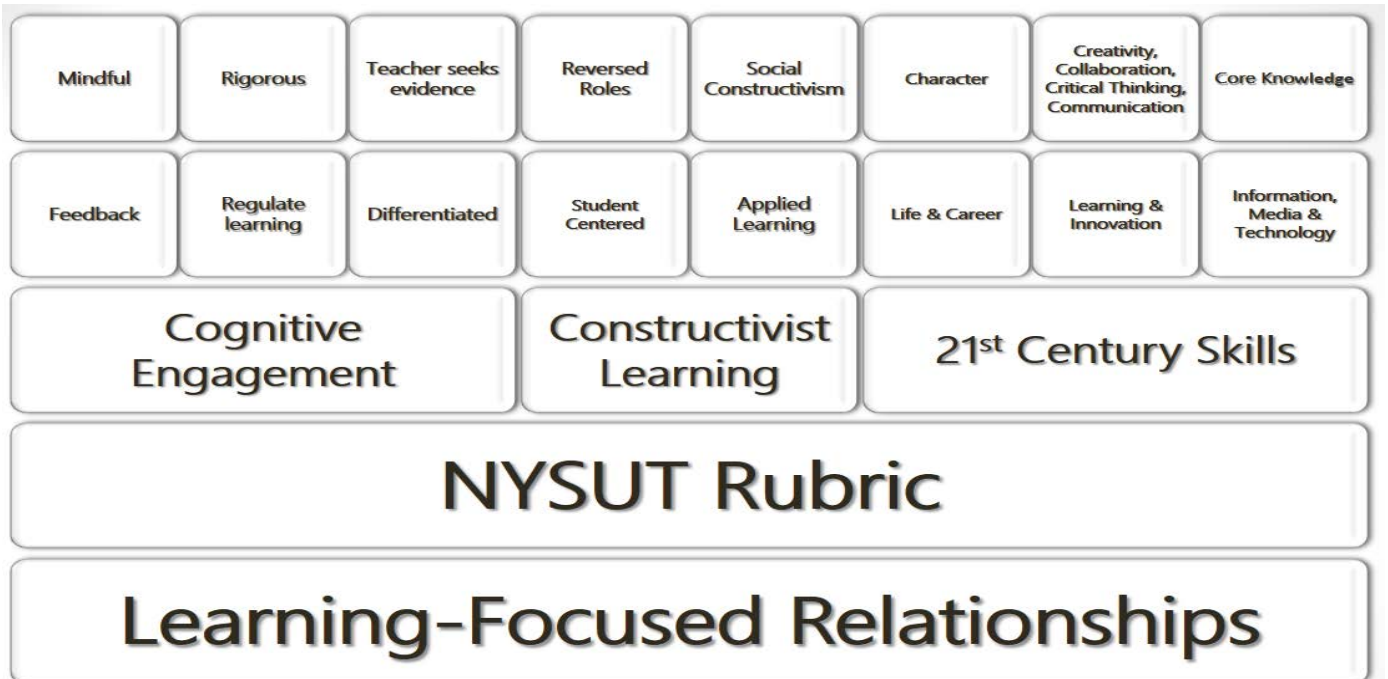 Mindful
Rigorous
Teacher seeks
evidence
Reversed
Roles
Social
Constructivism
Character
Creativity,
Collaboration,
Critical Thinking,
Communication
Core Knowledge
Feedback
Regulate
learning
Differentiated
Student
Centered
Applied
Learning
Life & Career
Learning &
Innovation
Information,
Media &
Technology
Cognitive
Engagement
Constructivist
Learning
21st Century Skills
NYSUT Rubric
Learning-Focused Relationships